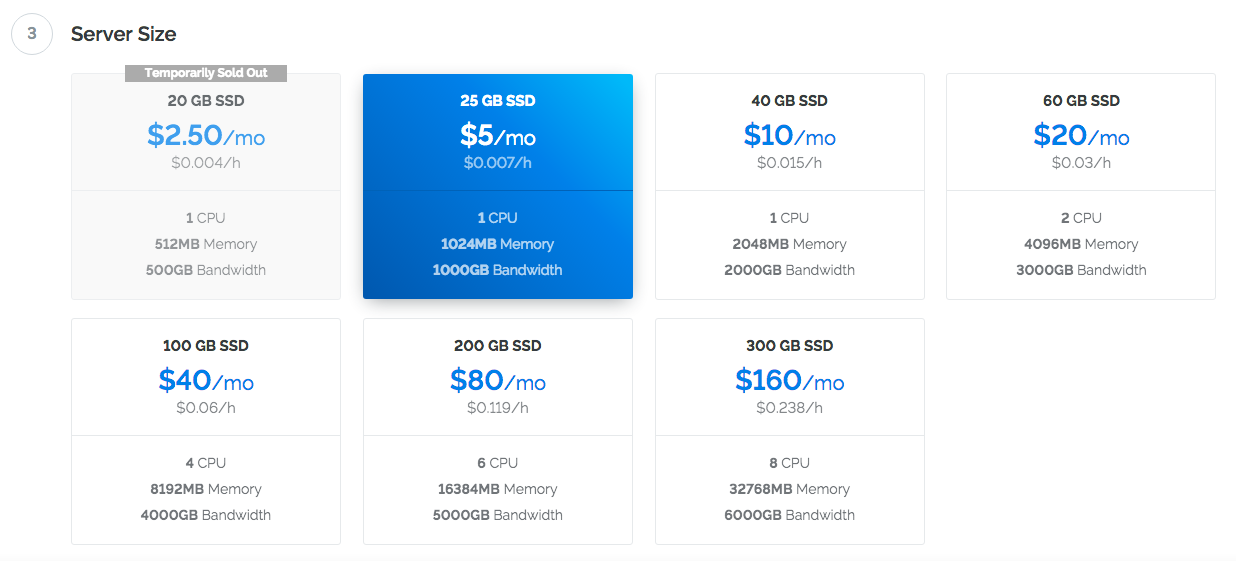 3
Server Size
Temporarily Sold Out
20 GB SSD
$2.50/mo
$0.004/h
1 CPU
512MB Memory
500GB Bandwidth
25 GB SSD
$5/mo
$0.007/h
1 CPU
1024MB Memory
1000GB Bandwidth
40 GB SSD
$10/mo
$0.015/h
1 CPU
2048MB Memory
2000GB Bandwidth
60 GB SSD
$20/mo
$0.03/h
2 CPU
4096MB Memory
3000GB Bandwidth
100 GB SSD
$40/mo
$0.06/h
4 CPU
8192MB Memory
4000GB Bandwidth
200 GB SSD
$80/mo
$0.119/h
6 CPU
16384MB Memory
5000GB Bandwidth
300 GB SSD
$160/mo
$0.238/h
8 CPU
32768MB Memory
6000GB Bandwidth